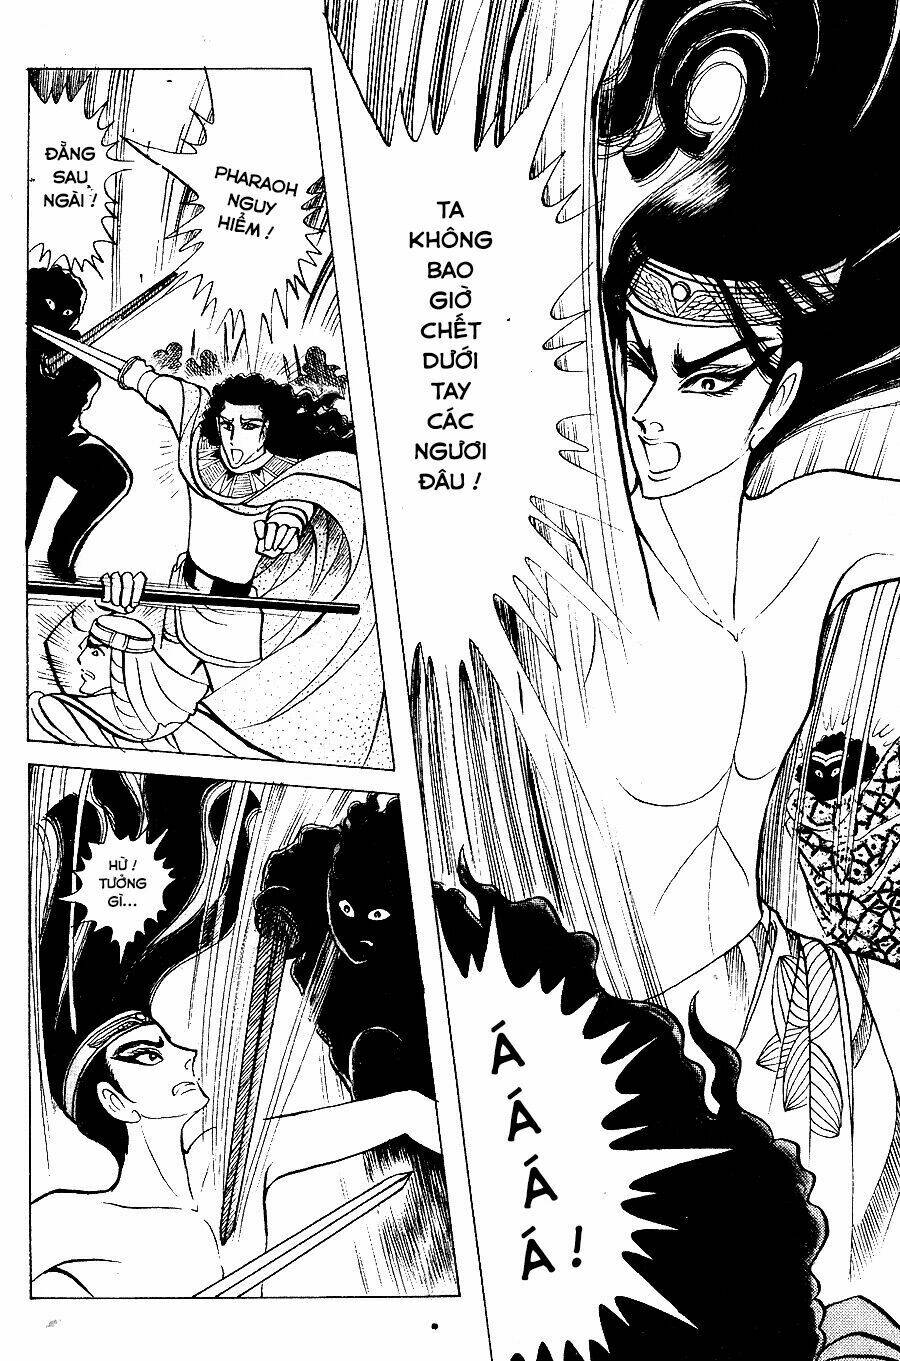 ĐẰNG
SAU
NGÀI !
PHARAOH
NGUY
HIỂM !
HỪ !
TƯỞNG
GÌ...
TA
KHÔNG
BAO
GIỜ
CHẾT
DƯỚI
TAY
CÁC
NGƯƠI
ĐÂU !
Á
Á
Á
Á !